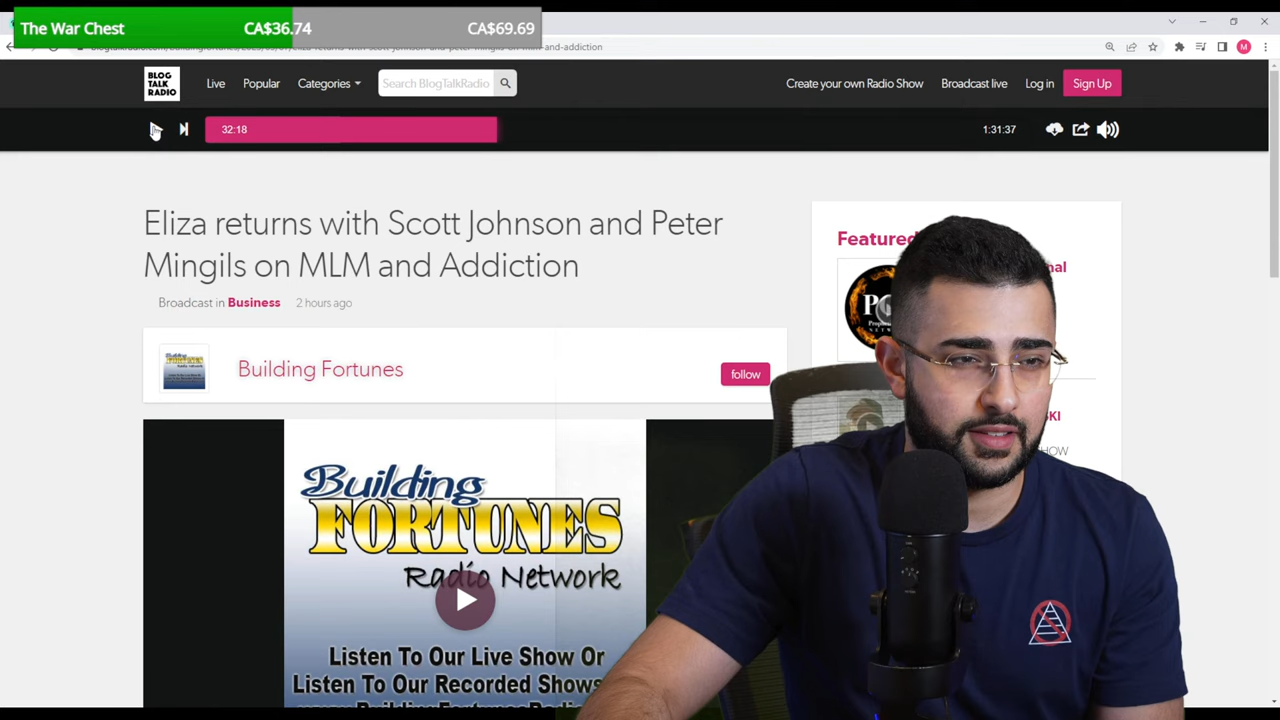 The War Chest CA$36.74 CA$69.69
BLOG
TALK
RADIO
Live Popular Categories Search BlogTalkRadio Create your own Radio Show Broadcast live Log in Sign Up
32:18 1:31:37
Eliza returns with Scott Johnson and Peter
Mingils on MLM and Addiction
Broadcast in Business 2 hours ago
Building Fortunes
follow
Building
FORTUNES
Radio Network
Listen To Our Live Show Or
Listen To Our Recorded Shows
Featured